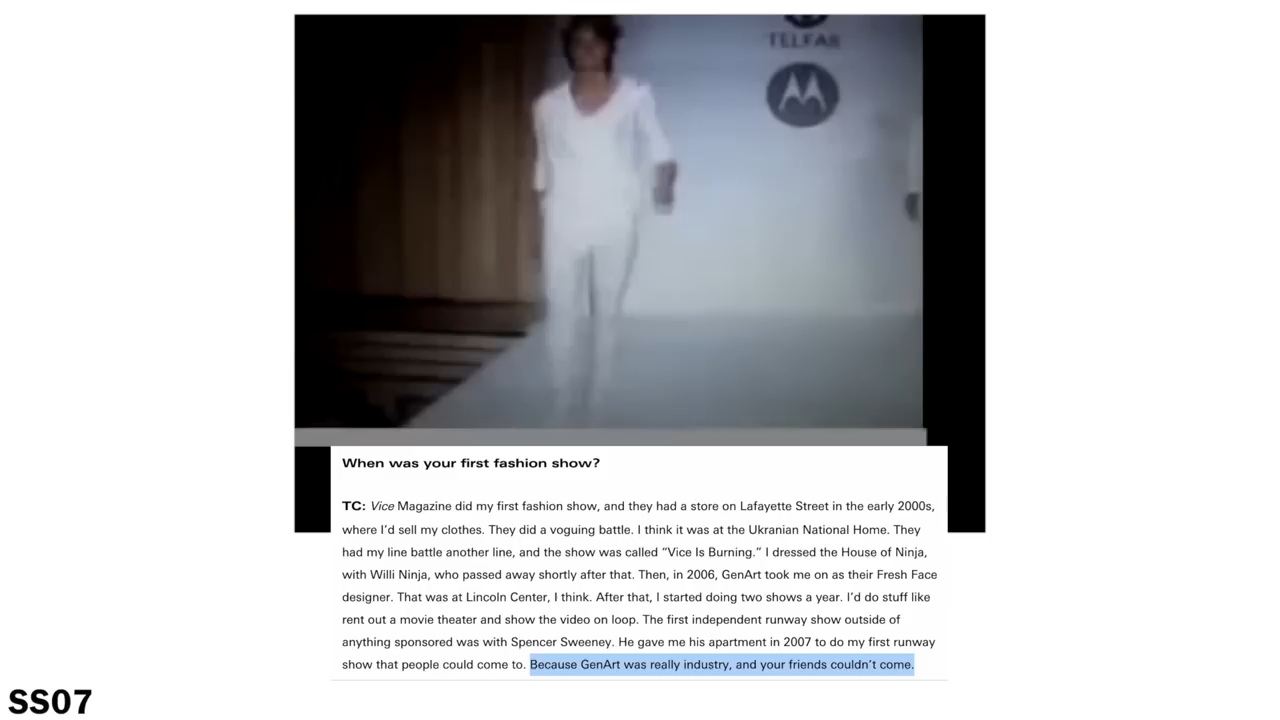 TELFAR
When was your first fashion show?
TC: Vice Magazine did my first fashion show, and they had a store on Lafayette Street in the early 2000s,
where I’d sell my clothes. They did a voguing battle. I think it was at the Ukranian National Home. They
had my line battle another line, and the show was called “Vice Is Burning.” I dressed the House of Ninja,
with Willi Ninja, who passed away shortly after that. Then, in 2006, GenArt took me on as their Fresh Face
designer. That was at Lincoln Center, I think. After that, I started doing two shows a year. I’d do stuff like
rent out a movie theater and show the video on loop. The first independent runway show outside of
anything sponsored was with Spencer Sweeney. He gave me his apartment in 2007 to do my first runway
show that people could come to. Because GenArt was really industry, and your friends couldn’t come.
SS07